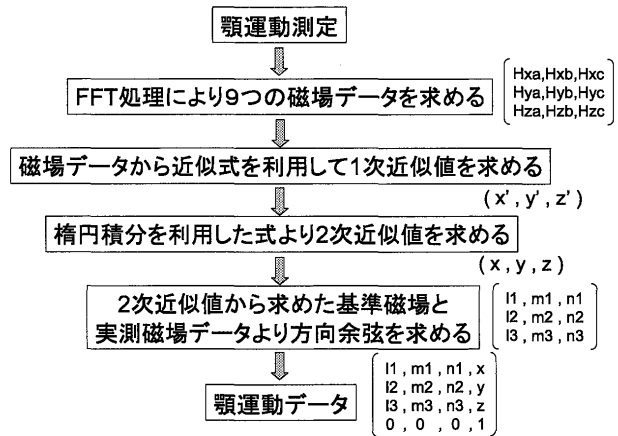 顎運動測定
FFT処理により9つの磁場データを求める
Hxa,Hxb,Hxc
Hya,Hyb,Hyc
Hza,Hzb,Hzc
磁場データから近似式を利用して1次近似値を求める
(x', y', z')
楕円積分を利用した式より2次近似値を求める
(x, y, z)
2次近似値から求めた基準磁場と
実測磁場データより方向余弦を求める
l1 , m1 , n1
l2 , m2 , n2
l3 , m3 , n3
顎運動データ
l1 , m1 , n1 , x
l2 , m2 , n2 , y
l3 , m3 , n3 , z
0 , 0 , 0 , 1